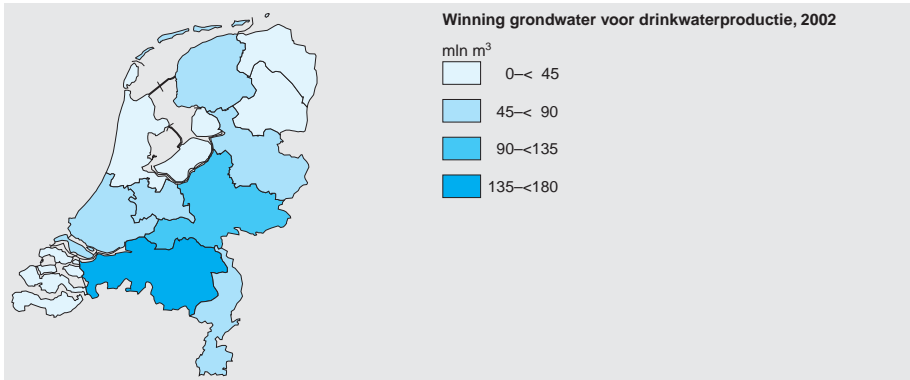 Winning grondwater voor drinkwaterproductie, 2002
mln m³
0–< 45
45–< 90
90–<135
135–<180